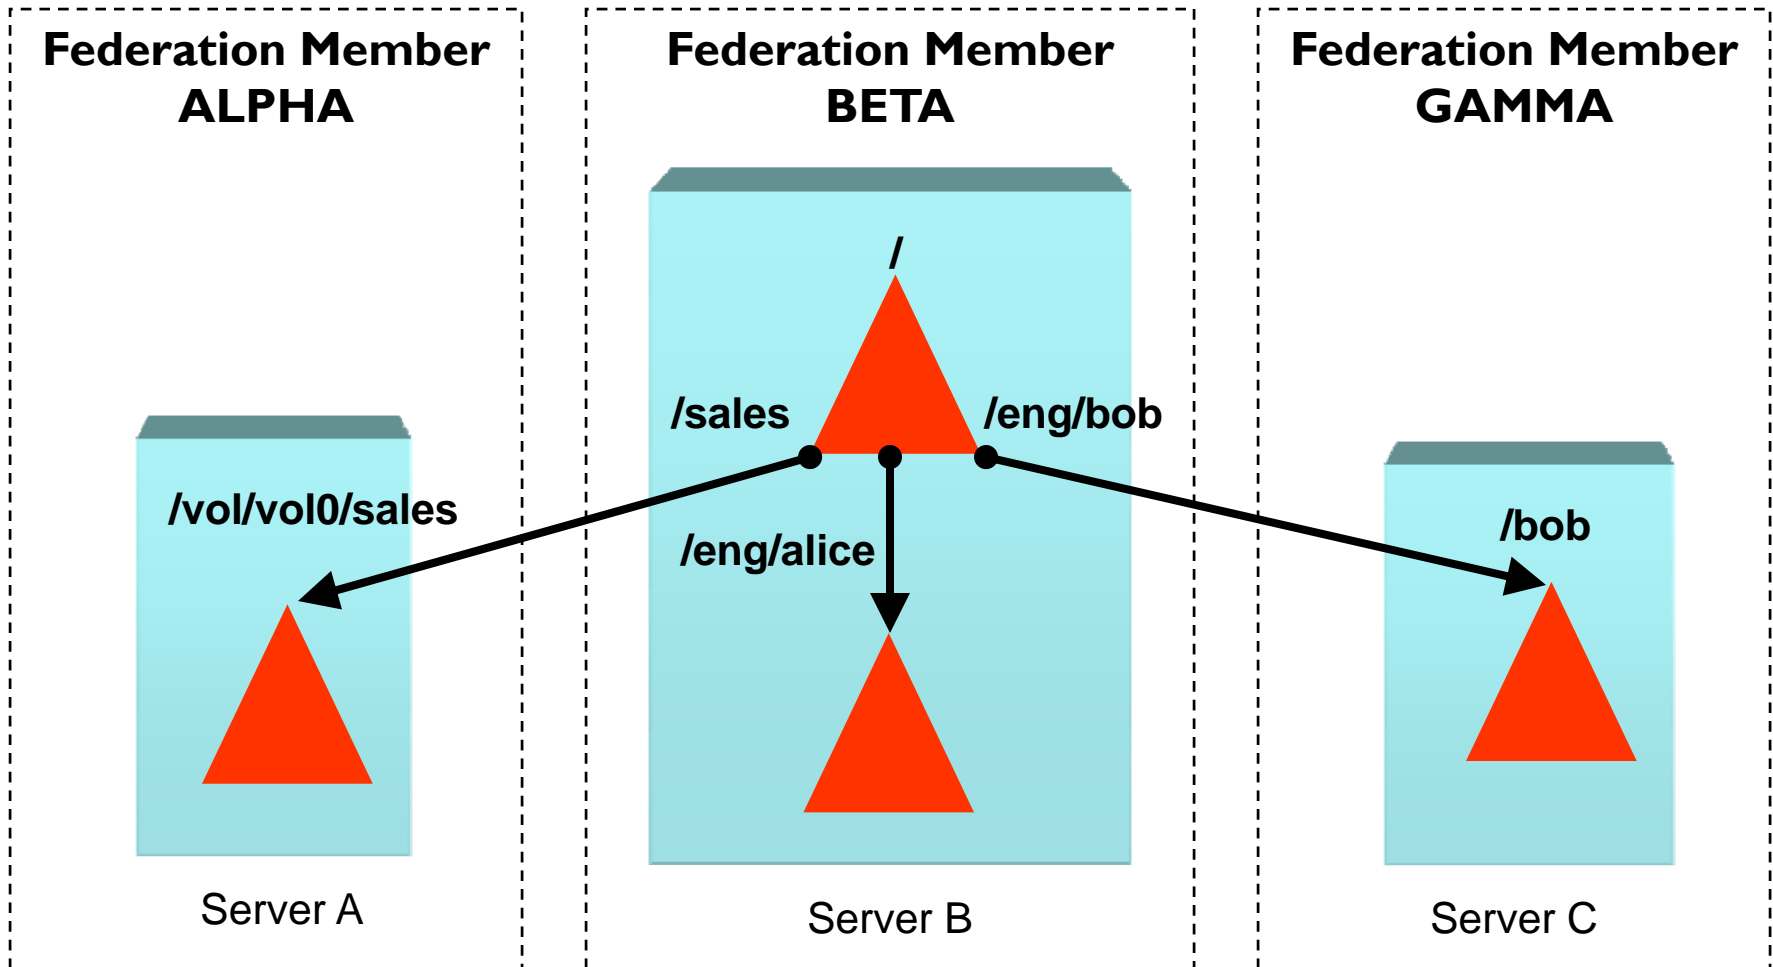 Federation Member
ALPHA
Federation Member
BETA
Federation Member
GAMMA
/
/sales
/eng/bob
/vol/vol0/sales
/eng/alice
/bob
Server A
Server B
Server C